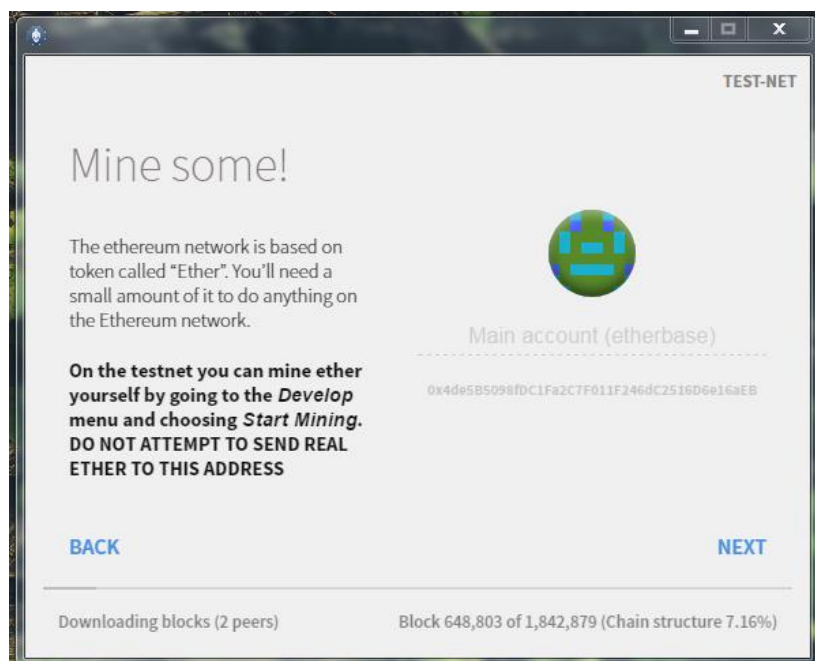 TEST-NET
Mine some!
The ethereum network is based on
token called “Ether”. You'll need a
small amount of it to do anything on
the Ethereum network.
On the testnet you can mine ether
yourself by going to the Develop
menu and choosing Start Mining.
DO NOT ATTEMPT TO SEND REAL
ETHER TO THIS ADDRESS
Main account (etherbase)
0x4de5B5098fDC1Fa2C7F011F246dC2516D6e16aEB
BACK
NEXT
Downloading blocks (2 peers)
Block 648,803 of 1,842,879 (Chain structure 7.16%)